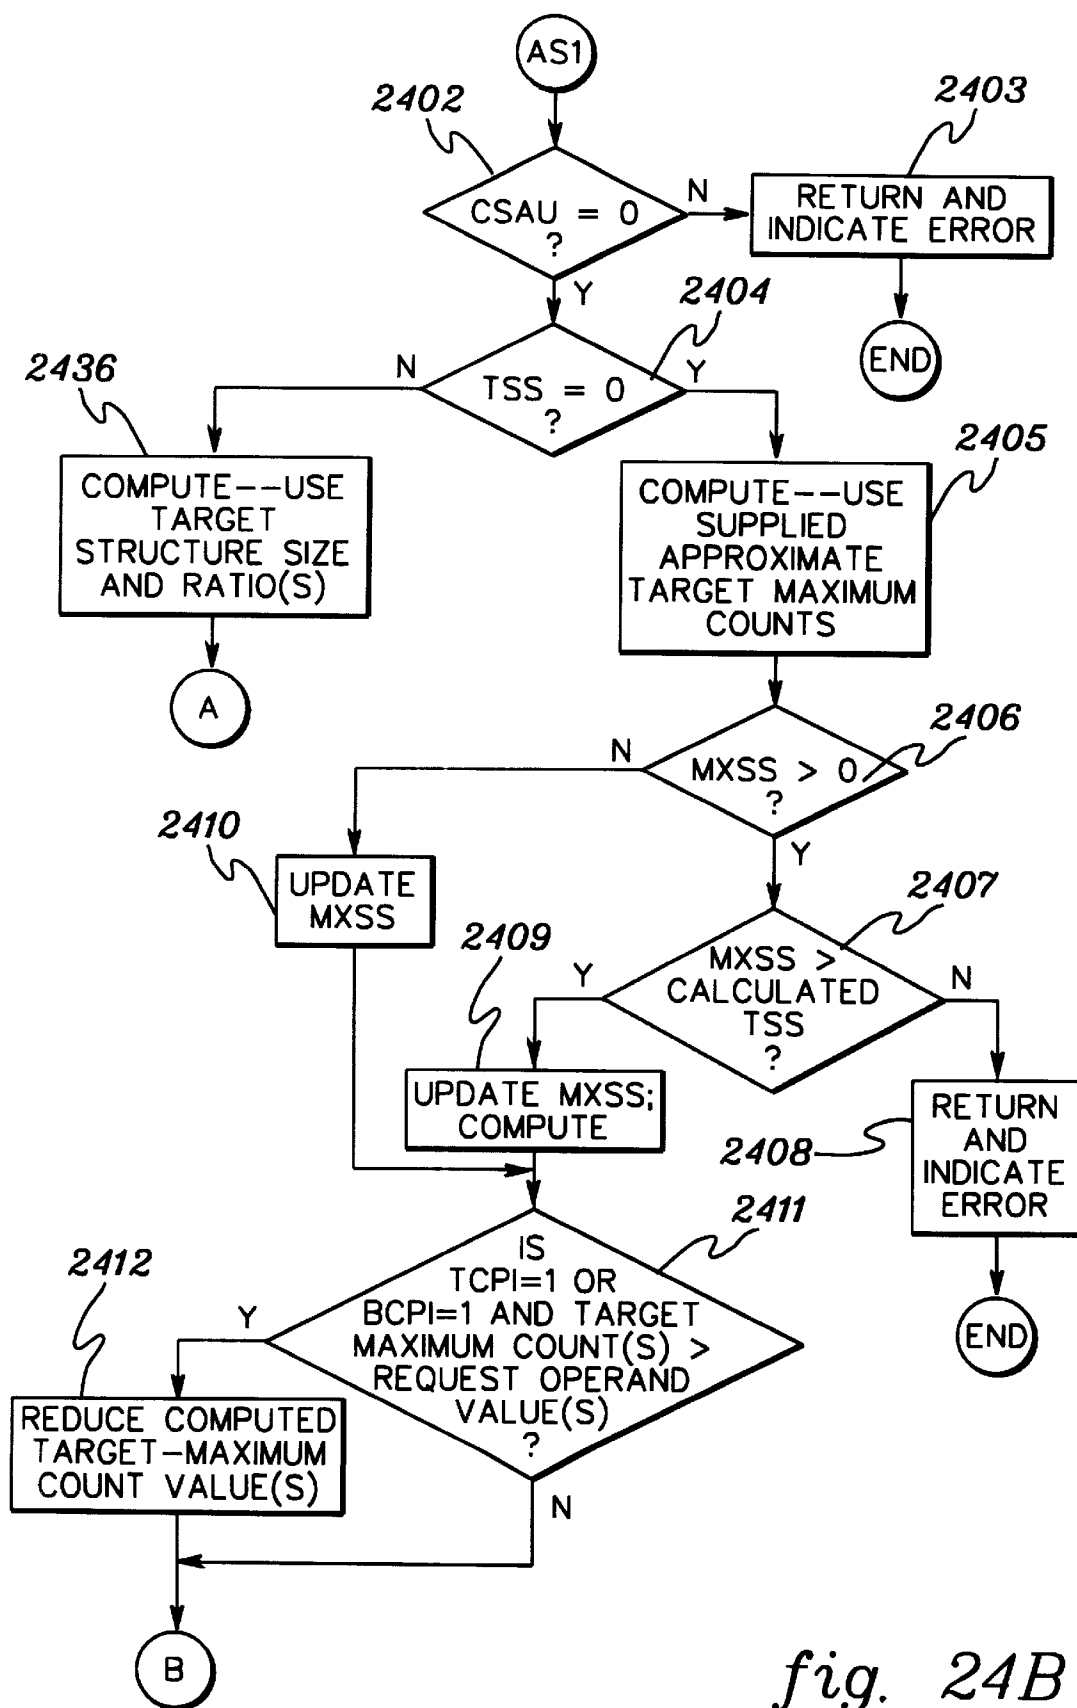 AS1
2402
2403
CSAU = 0
?
N
RETURN AND
INDICATE ERROR
Y
2404
END
2436
N
TSS = 0
?
Y
2405
COMPUTE--USE
TARGET
STRUCTURE SIZE
AND RATIO(S)
COMPUTE--USE
SUPPLIED
APPROXIMATE
TARGET MAXIMUM
COUNTS
A
2406
N
MXSS > 0
?
Y
2410
UPDATE
MXSS
2407
2409
Y
MXSS >
CALCULATED
TSS
?
N
UPDATE MXSS;
COMPUTE
2408
RETURN
AND
INDICATE
ERROR
2411
2412
Y
IS
TCPI=1 OR
BCPI=1 AND TARGET
MAXIMUM COUNT(S) >
REQUEST OPERAND
VALUE(S)
?
END
REDUCE COMPUTED
TARGET-MAXIMUM
COUNT VALUE(S)
N
B
fig. 24B